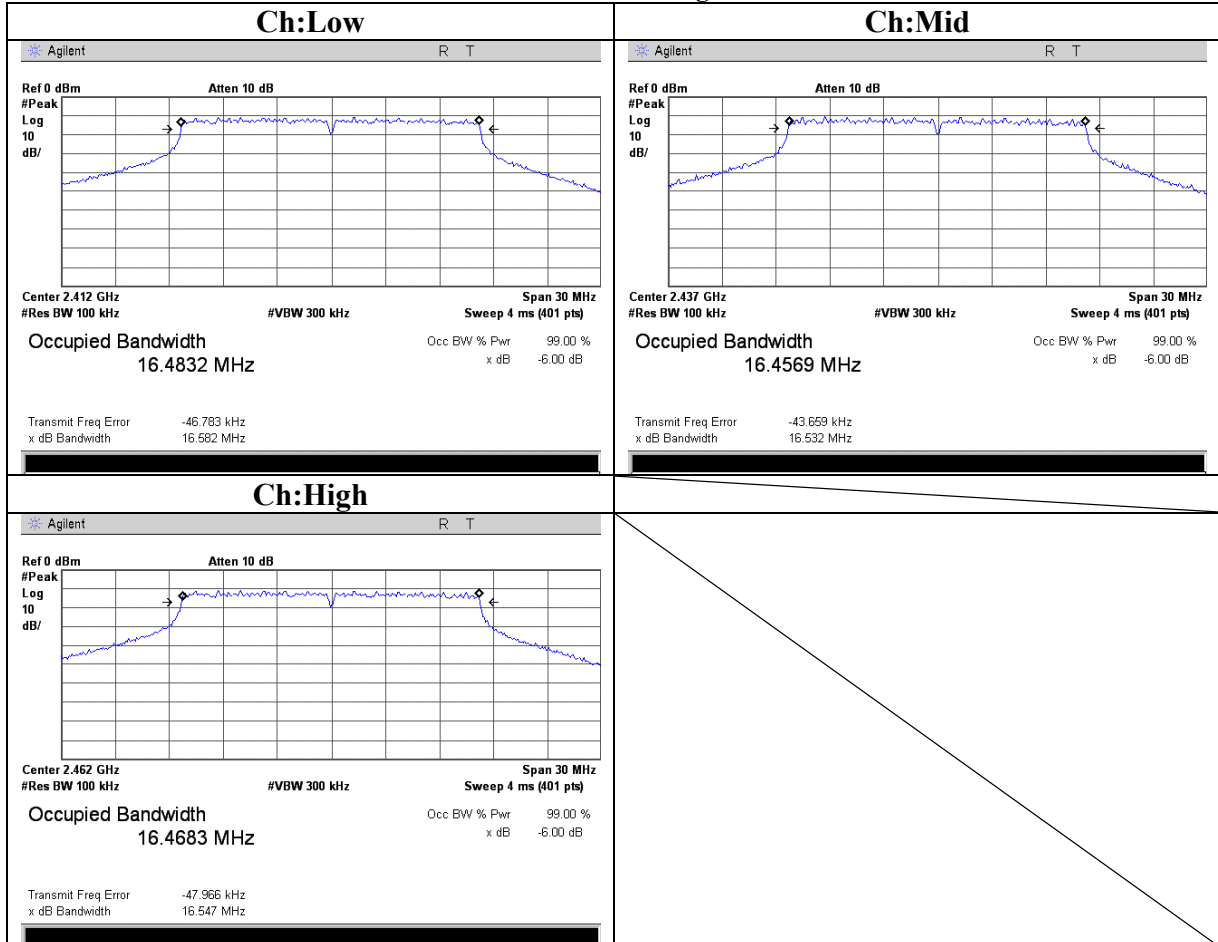 Ch:Low
Agilent R T
Ref 0 dBm Atten 10 dB
#Peak
Log
10
dB/
Center 2.412 GHz Span 30 MHz
#Res BW 100 kHz #VBW 300 kHz Sweep 4 ms (401 pts)
Occupied Bandwidth Occ BW % Pwr 99.00 %
16.4832 MHz x dB -6.00 dB
Transmit Freq Error -46.783 kHz
x dB Bandwidth 16.582 MHz
Ch:Mid
Agilent R T
Ref 0 dBm Atten 10 dB
#Peak
Log
10
dB/
Center 2.437 GHz Span 30 MHz
#Res BW 100 kHz #VBW 300 kHz Sweep 4 ms (401 pts)
Occupied Bandwidth Occ BW % Pwr 99.00 %
16.4569 MHz x dB -6.00 dB
Transmit Freq Error -43.659 kHz
x dB Bandwidth 16.532 MHz
Ch:High
Agilent R T
Ref 0 dBm Atten 10 dB
#Peak
Log
10
dB/
Center 2.462 GHz Span 30 MHz
#Res BW 100 kHz #VBW 300 kHz Sweep 4 ms (401 pts)
Occupied Bandwidth Occ BW % Pwr 99.00 %
16.4683 MHz x dB -6.00 dB
Transmit Freq Error -47.966 kHz
x dB Bandwidth 16.547 MHz